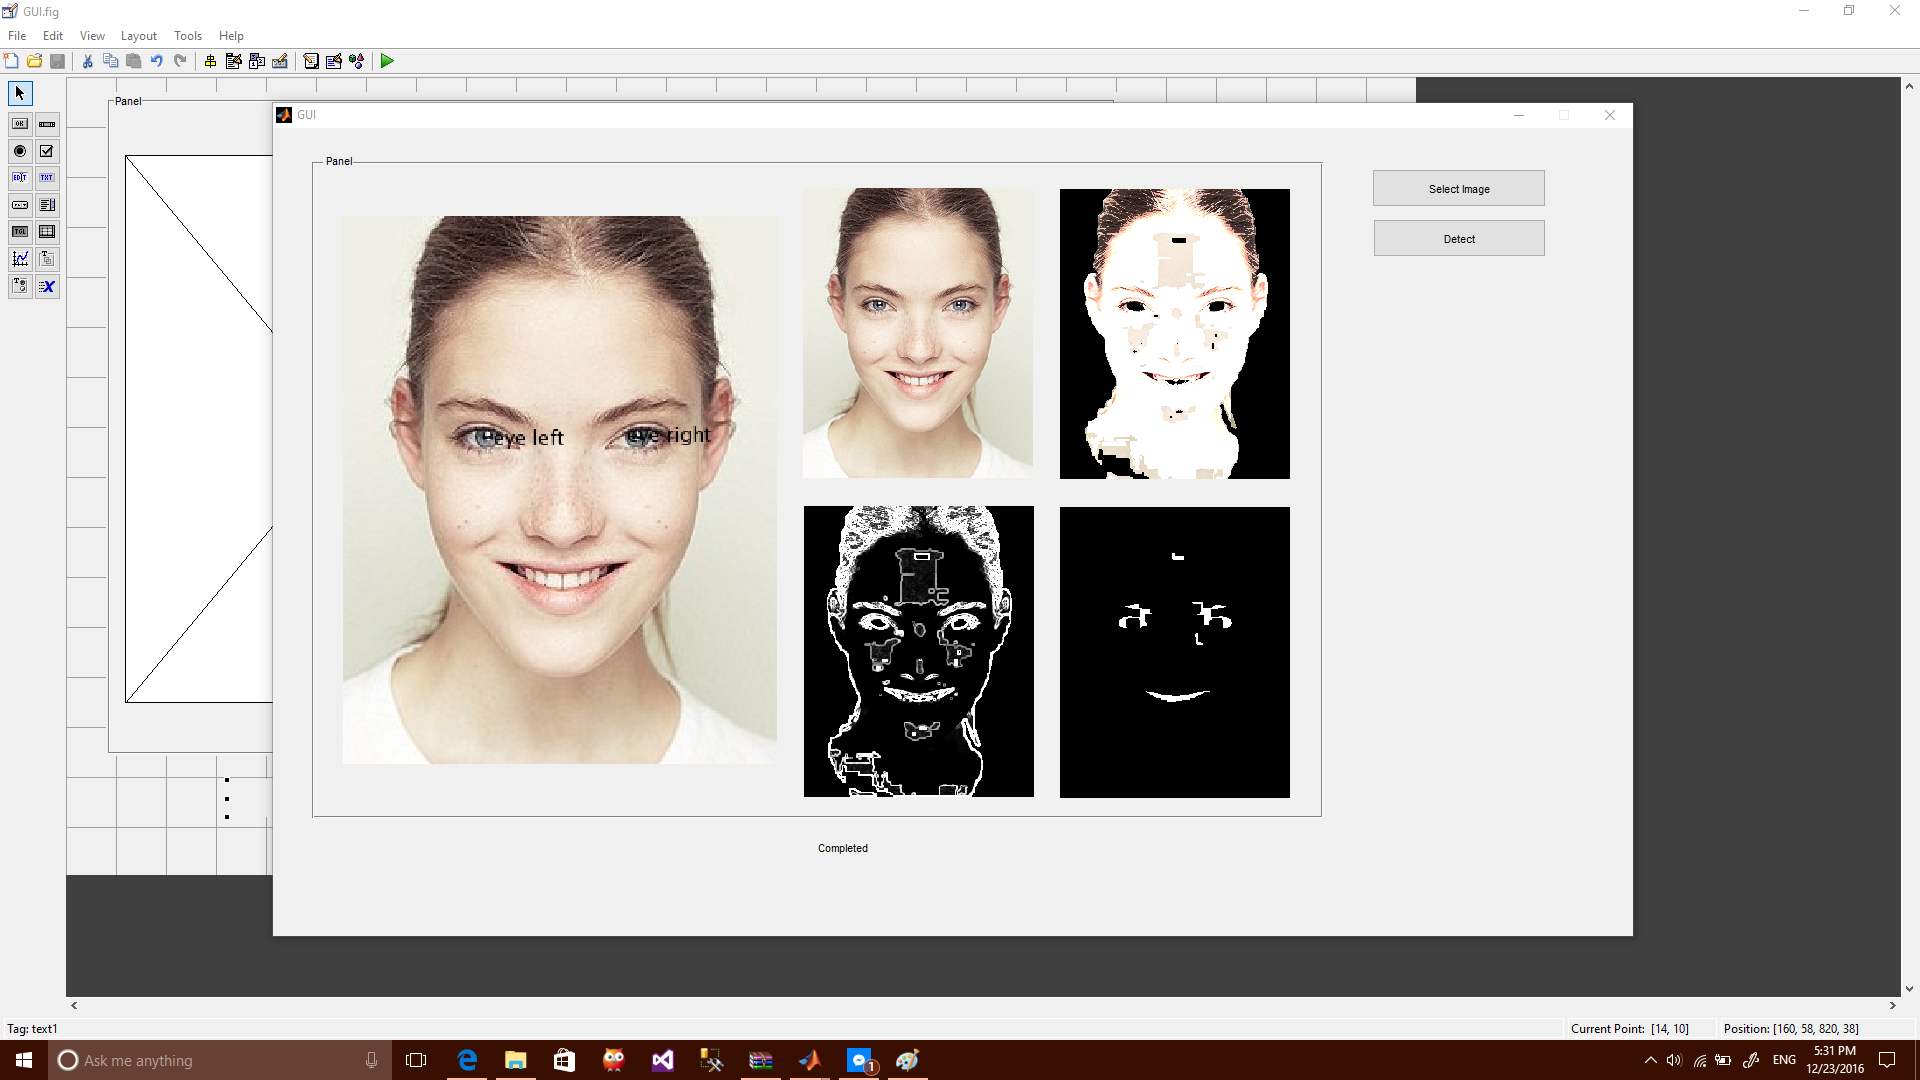 GUI.fig
File Edit View Layout Tools Help
Panel
GUI
Panel
Select Image
Detect
eye left
eye right
Completed
Tag: text1
Current Point: [14, 10]
Position: [160, 58, 820, 38]
Ask me anything
1
ENG
5:31 PM
12/23/2016